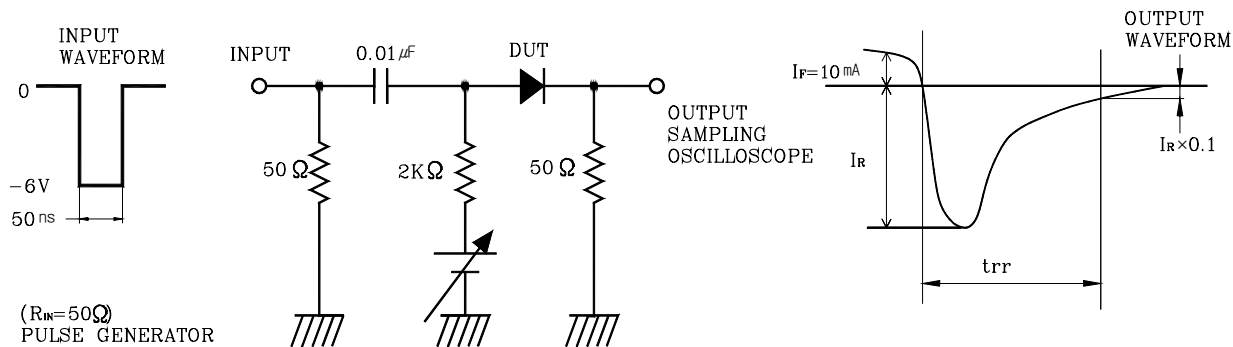 INPUT
WAVEFORM
0
-6V
50ns
(RIN=50Ω)
PULSE GENERATOR
INPUT
0.01μF
DUT
50Ω
2KΩ
50Ω
OUTPUT
SAMPLING
OSCILLOSCOPE
IF=10mA
IR
trr
OUTPUT
WAVEFORM
IR×0.1